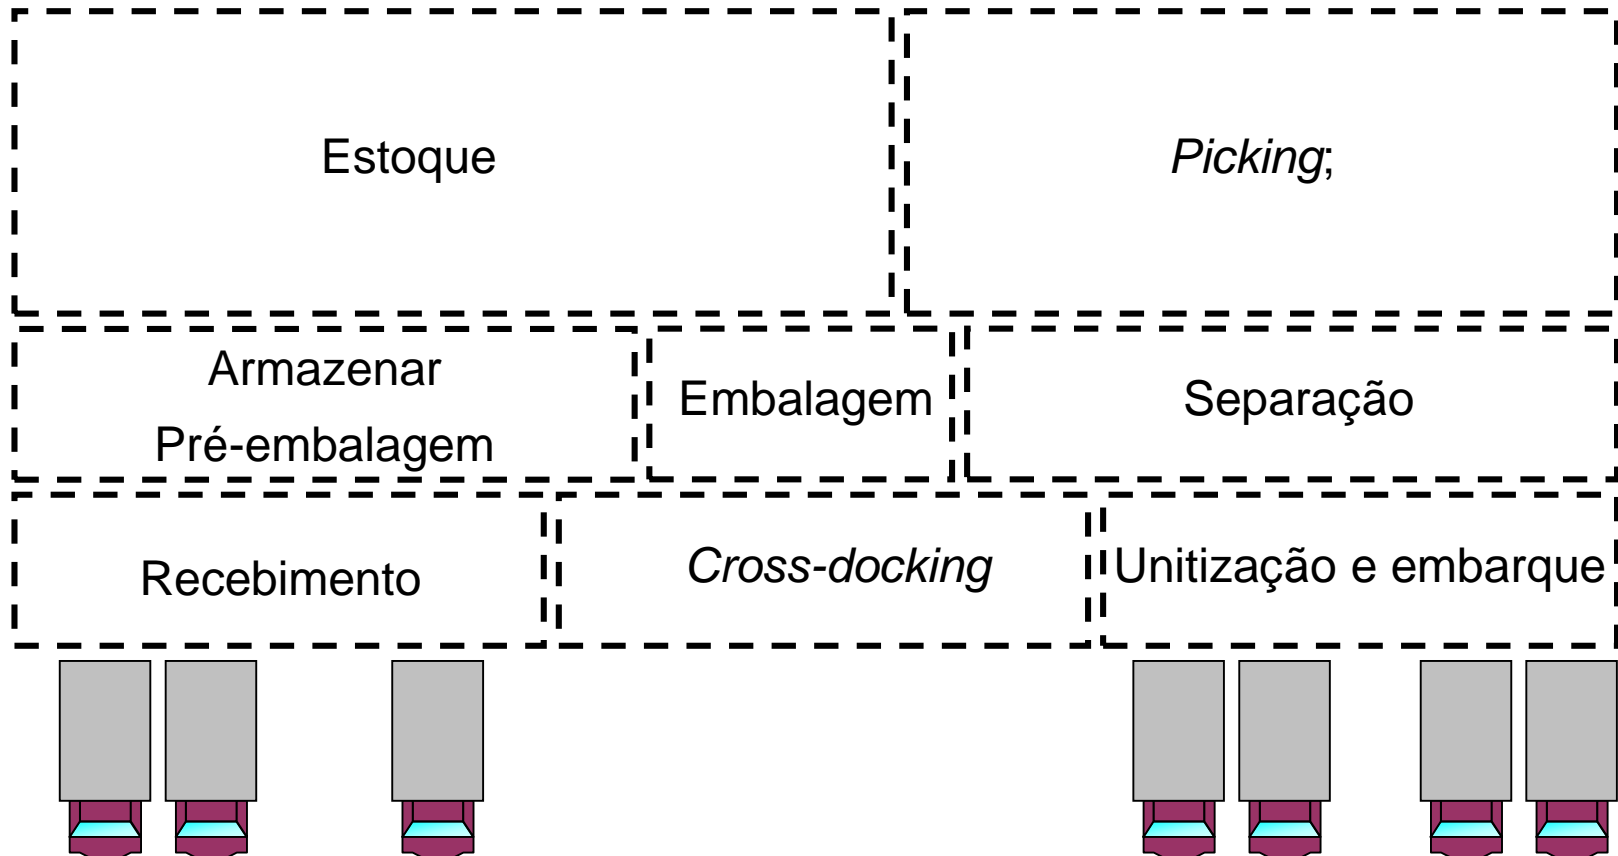 Estoque
Picking;
Armazenar
Pré-embalagem
Embalagem
Separação
Recebimento
Cross-docking
Unitização e embarque